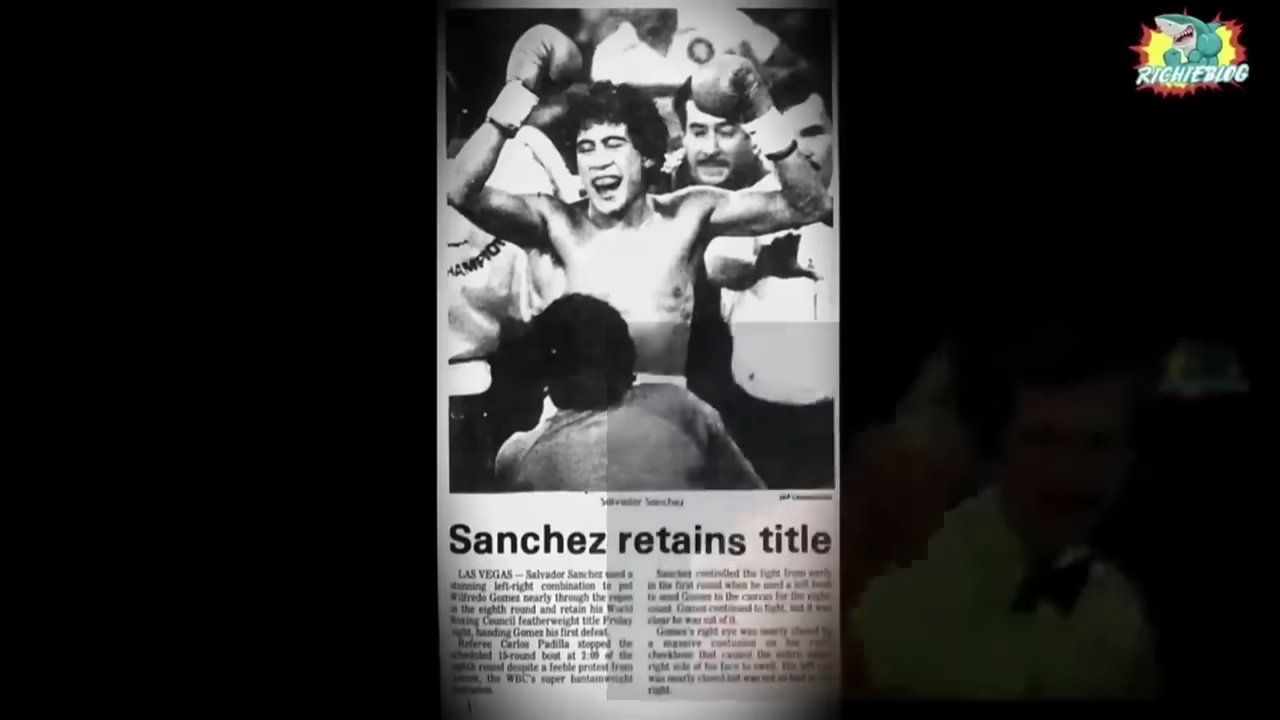 RICHIEBLOG
HAMPION
Salvador Sanchez
Sanchez retains title
LAS VEGAS — Salvador Sanchez used a
stunning left-right combination to put
Wilfredo Gomez nearly through the ropes
in the eighth round and retain his World
Boxing Council featherweight title Friday
night, handing Gomez his first defeat.
Referee Carlos Padilla stopped the
scheduled 15-round bout at 2:09 of the
eighth round despite a feeble protest from
Gomez, the WBC's super bantamweight
champion.
Sanchez controlled the fight from early
in the first round when he used a left hook
to send Gomez to the canvas for the eight
count. Gomez continued to fight, but it was
clear he was out of it.
Gomez's right eye was nearly closed by
a massive contusion on his right
cheekbone that caused the entire
right side of his face to swell. His left eye
was nearly closed but was not as bad as the
right.